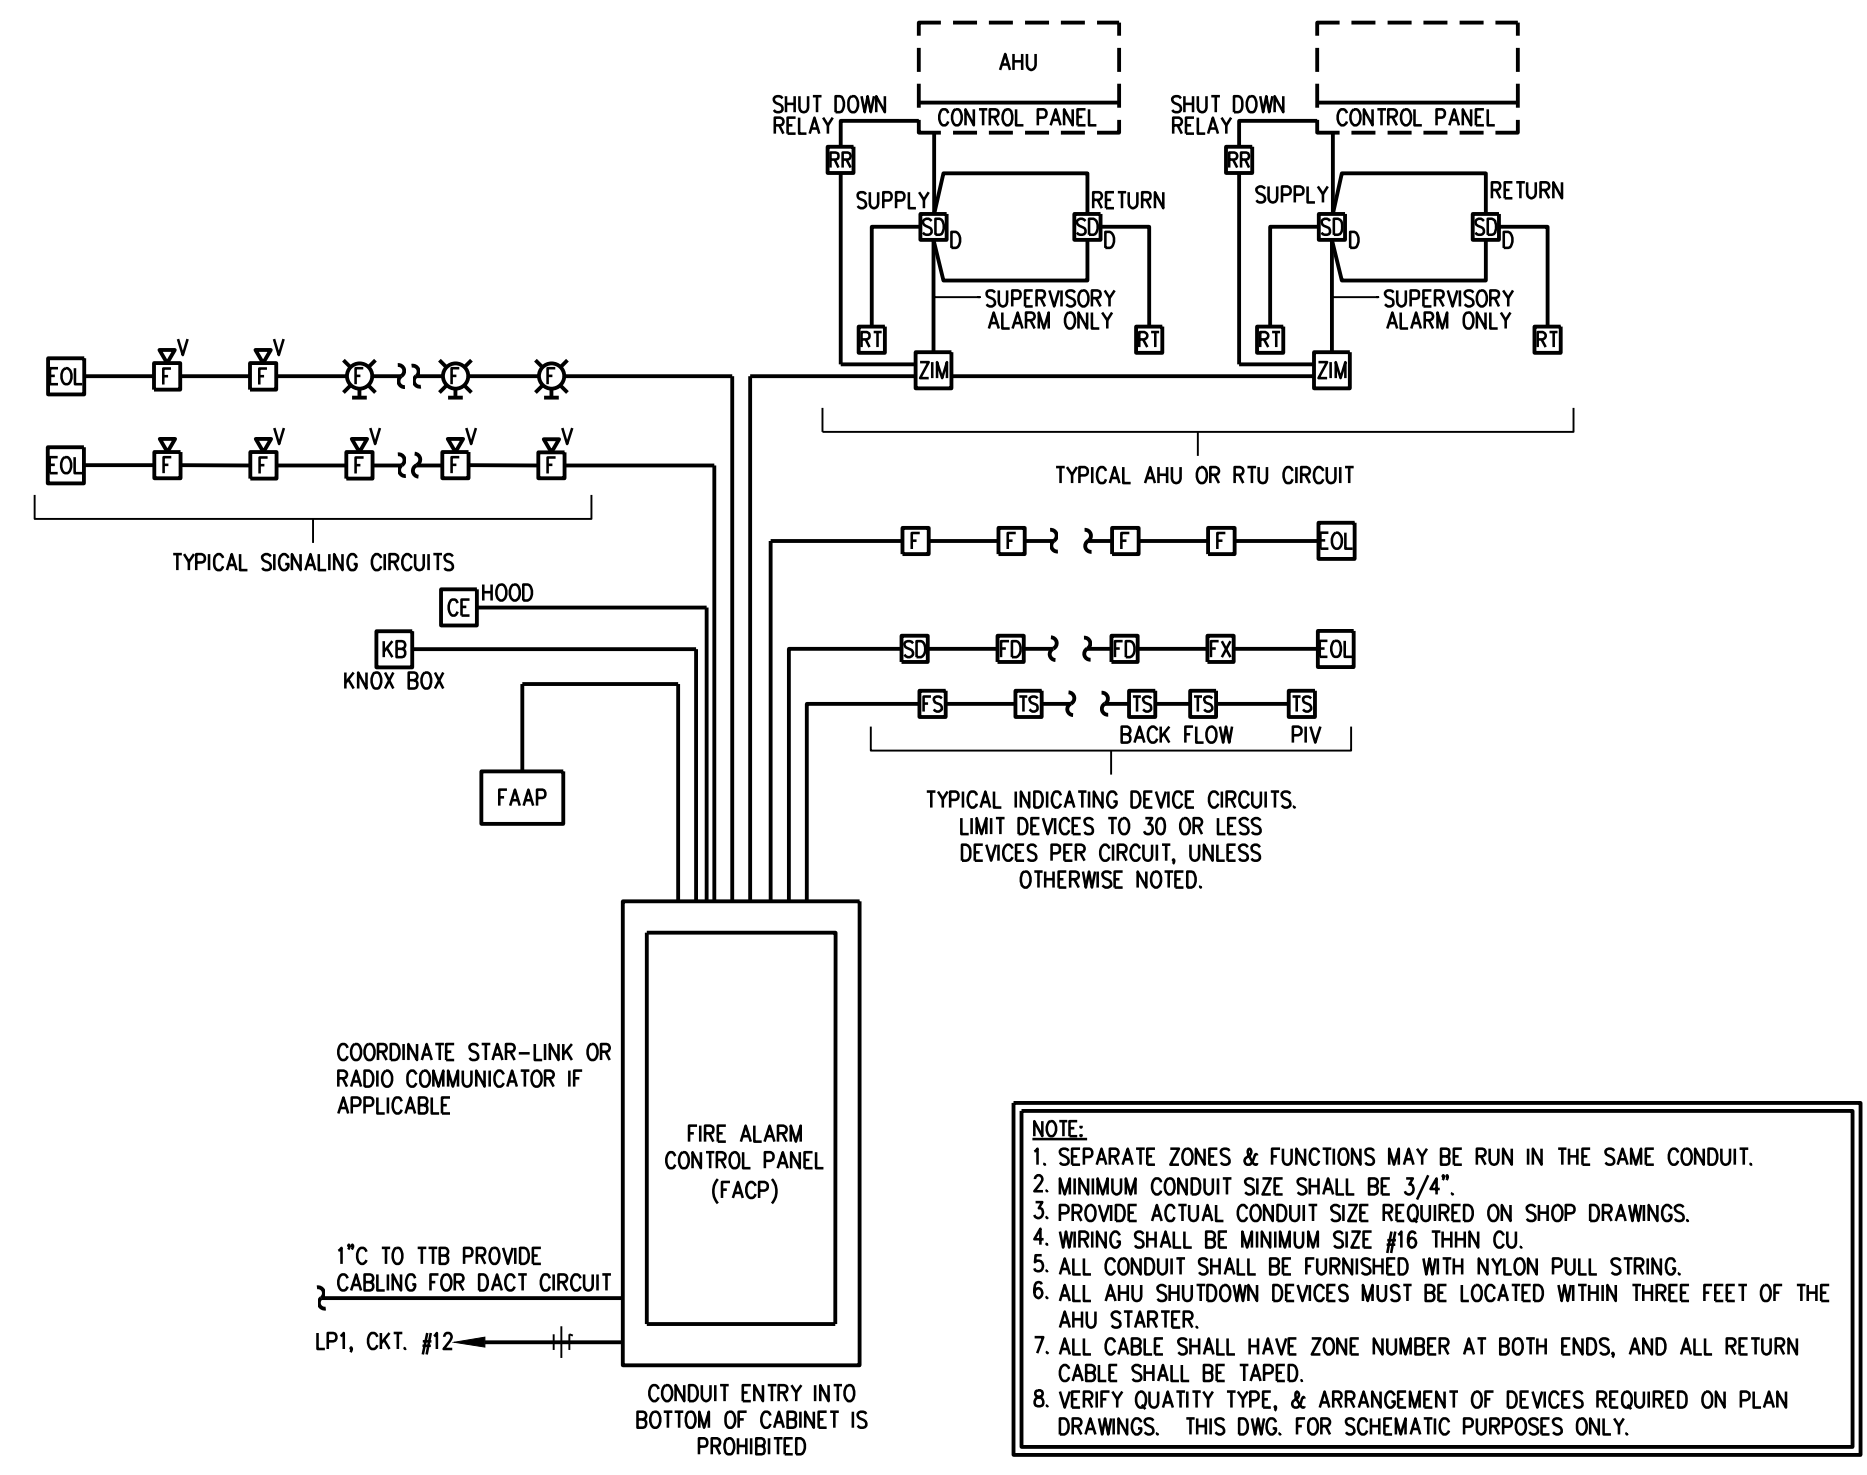 AHU
SHUT DOWN
RELAY
CONTROL PANEL
SHUT DOWN
RELAY
CONTROL PANEL
RR
RR
SUPPLY
RETURN
SUPPLY
RETURN
SD
D
SD
D
SD
D
SD
D
SUPERVISORY
ALARM ONLY
SUPERVISORY
ALARM ONLY
RT
RT
RT
RT
ZIM
ZIM
EOL
F
V
F
V
F
F
F
EOL
F
F
V
F
V
F
V
F
V
TYPICAL AHU OR RTU CIRCUIT
TYPICAL SIGNALING CIRCUITS
F
F
F
F
EOL
CE
HOOD
KB
KNOX BOX
SD
FD
FD
FX
EOL
FS
TS
TS
TS
TS
BACK FLOW
PIV
FAAP
TYPICAL INDICATING DEVICE CIRCUITS.
LIMIT DEVICES TO 30 OR LESS
DEVICES PER CIRCUIT, UNLESS
OTHERWISE NOTED.
COORDINATE STAR-LINK OR
RADIO COMMUNICATOR IF
APPLICABLE
FIRE ALARM
CONTROL PANEL
(FACP)
1"C TO TTB PROVIDE
CABLING FOR DACT CIRCUIT
LP1, CKT. #12
CONDUIT ENTRY INTO
BOTTOM OF CABINET IS
PROHIBITED
NOTE:
1. SEPARATE ZONES & FUNCTIONS MAY BE RUN IN THE SAME CONDUIT.
2. MINIMUM CONDUIT SIZE SHALL BE 3/4".
3. PROVIDE ACTUAL CONDUIT SIZE REQUIRED ON SHOP DRAWINGS.
4. WIRING SHALL BE MINIMUM SIZE #16 THHN CU.
5. ALL CONDUIT SHALL BE FURNISHED WITH NYLON PULL STRING.
6. ALL AHU SHUTDOWN DEVICES MUST BE LOCATED WITHIN THREE FEET OF THE
AHU STARTER.
7. ALL CABLE SHALL HAVE ZONE NUMBER AT BOTH ENDS, AND ALL RETURN
CABLE SHALL BE TAPED.
8. VERIFY QUATITY TYPE, & ARRANGEMENT OF DEVICES REQUIRED ON PLAN
DRAWINGS. THIS DWG. FOR SCHEMATIC PURPOSES ONLY.